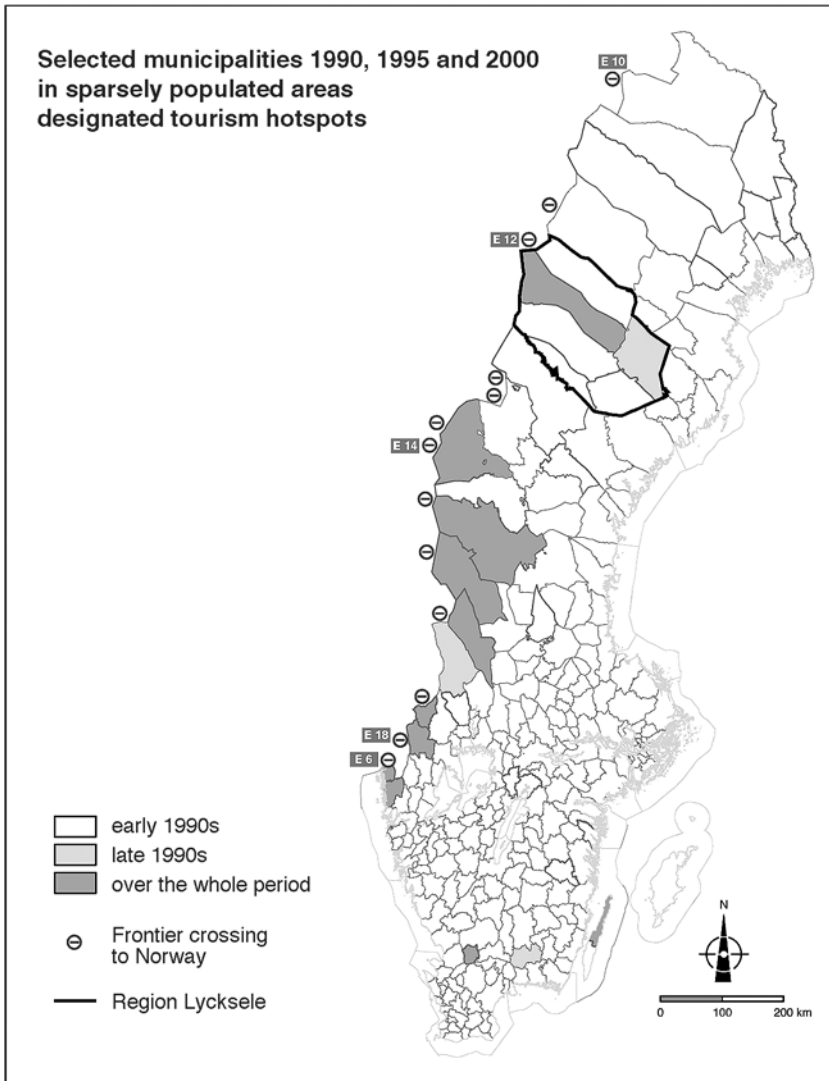 Selected municipalities 1990, 1995 and 2000
in sparsely populated areas
designated tourism hotspots
E 10
E 12
E 14
E 18
E 6
early 1990s
late 1990s
over the whole period
Frontier crossing
to Norway
Region Lycksele
N
0 100 200 km